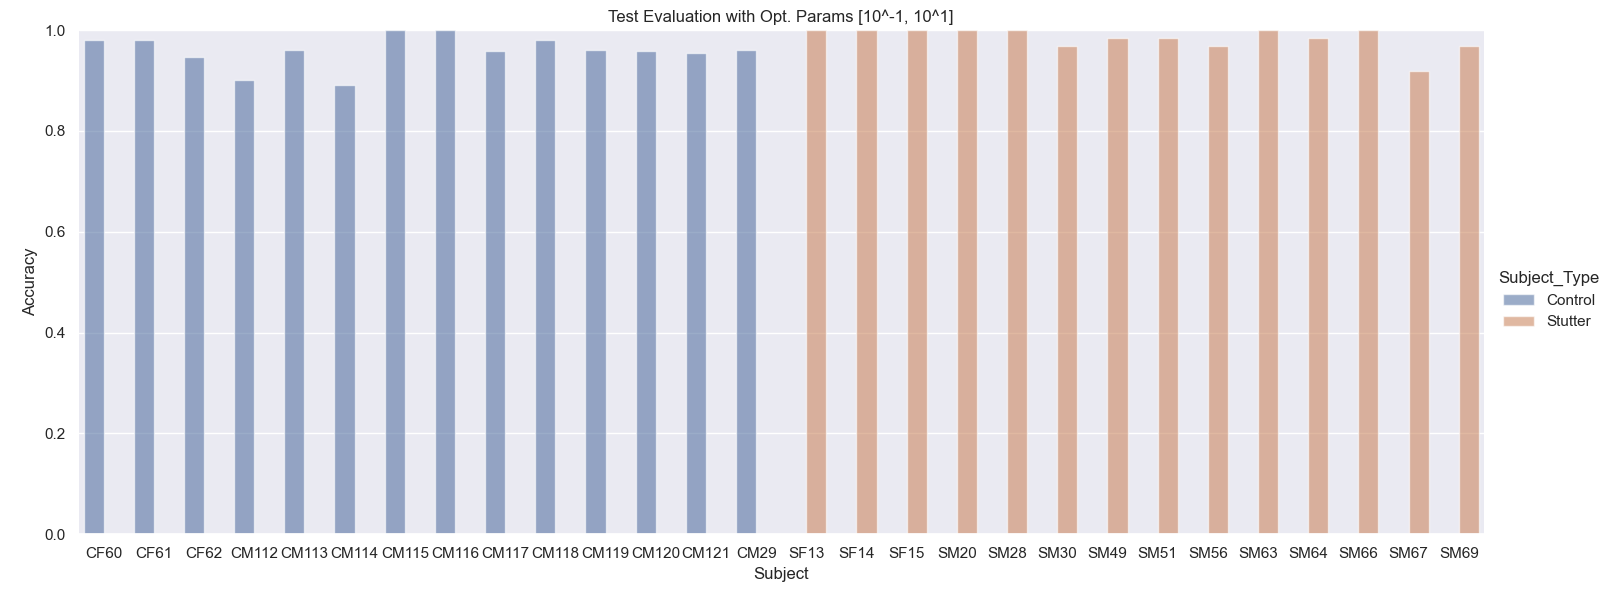 Test Evaluation with Opt. Params [10^-1, 10^1]
1.0
0.8
0.6
0.4
0.2
0.0
Accuracy
CF60 CF61 CF62 CM112 CM113 CM114 CM115 CM116 CM117 CM118 CM119 CM120 CM121 CM29 SF13 SF14 SF15 SM20 SM28 SM30 SM49 SM51 SM56 SM63 SM64 SM66 SM67 SM69
Subject
Subject_Type
Control
Stutter